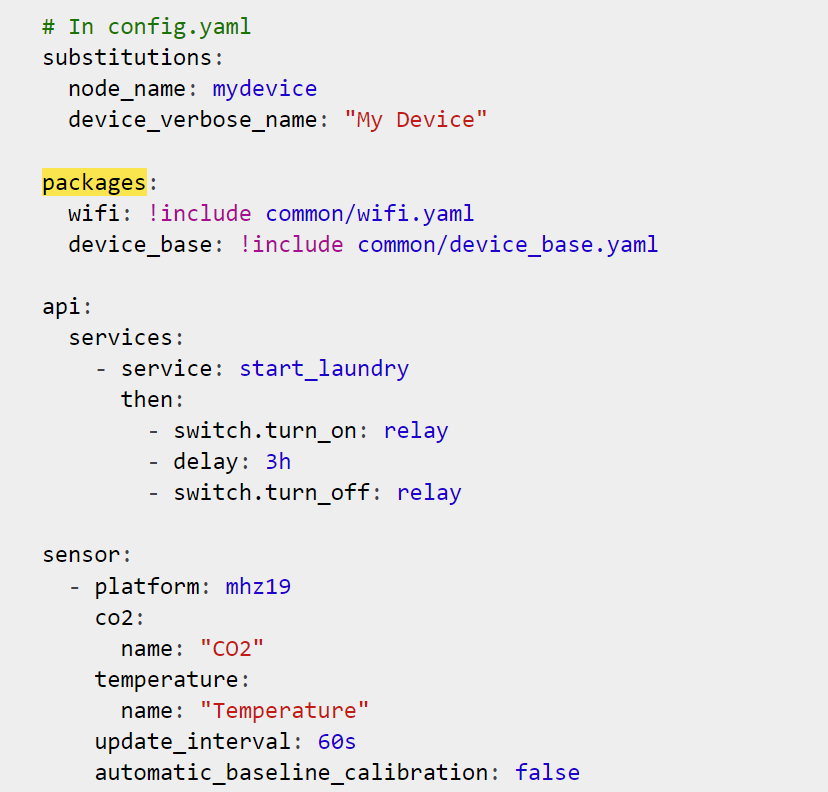 # In config.yaml
substitutions:
  node_name: mydevice
  device_verbose_name: "My Device"

packages:
  wifi: !include common/wifi.yaml
  device_base: !include common/device_base.yaml

api:
  services:
    - service: start_laundry
      then:
        - switch.turn_on: relay
        - delay: 3h
        - switch.turn_off: relay

sensor:
  - platform: mhz19
    co2:
      name: "CO2"
    temperature:
      name: "Temperature"
    update_interval: 60s
    automatic_baseline_calibration: false